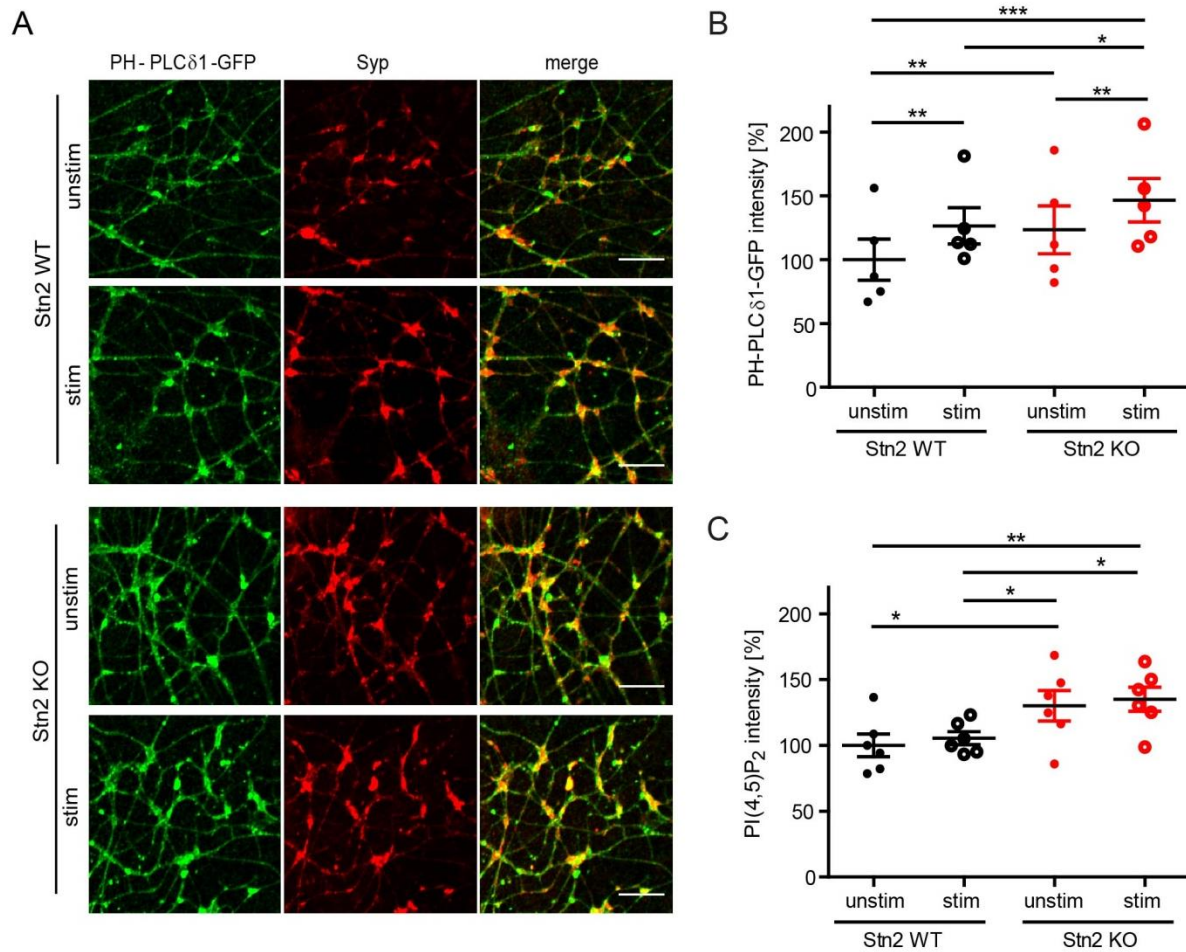 A
PH-PLCδ1-GFP Syp merge
Stn2 WT
unstim
stim
Stn2 KO
unstim
stim
B
***
*
**
**
**
PH-PLCδ1-GFP intensity [%]
200
150
100
50
0
unstim stim unstim stim
Stn2 WT Stn2 KO
C
**
*
*
*
PI(4,5)P2 intensity [%]
200
150
100
50
0
unstim stim unstim stim
Stn2 WT Stn2 KO